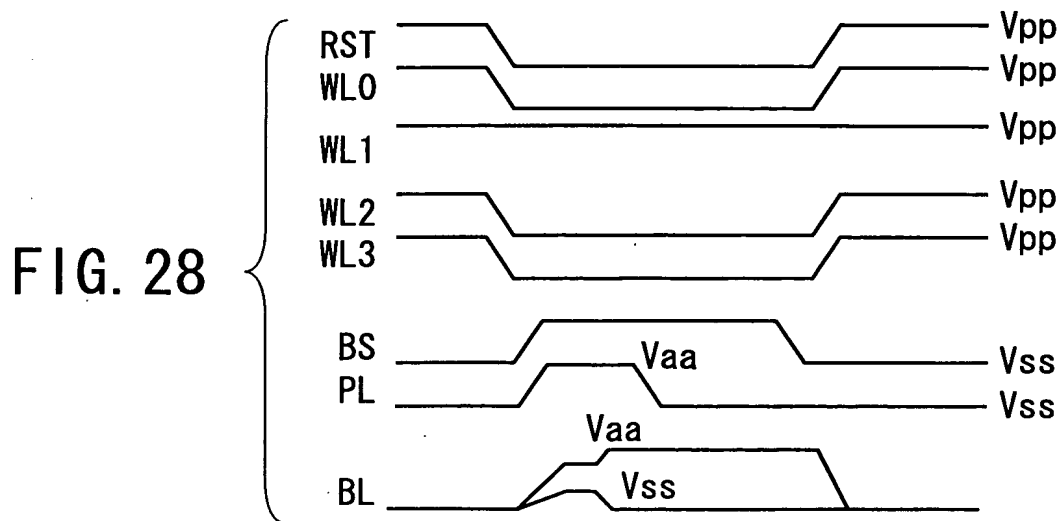 RST Vpp
WL0 Vpp
WL1 Vpp
WL2 Vpp
WL3 Vpp
FIG. 28
BS Vss
PL Vaa Vss
Vaa
BL Vss